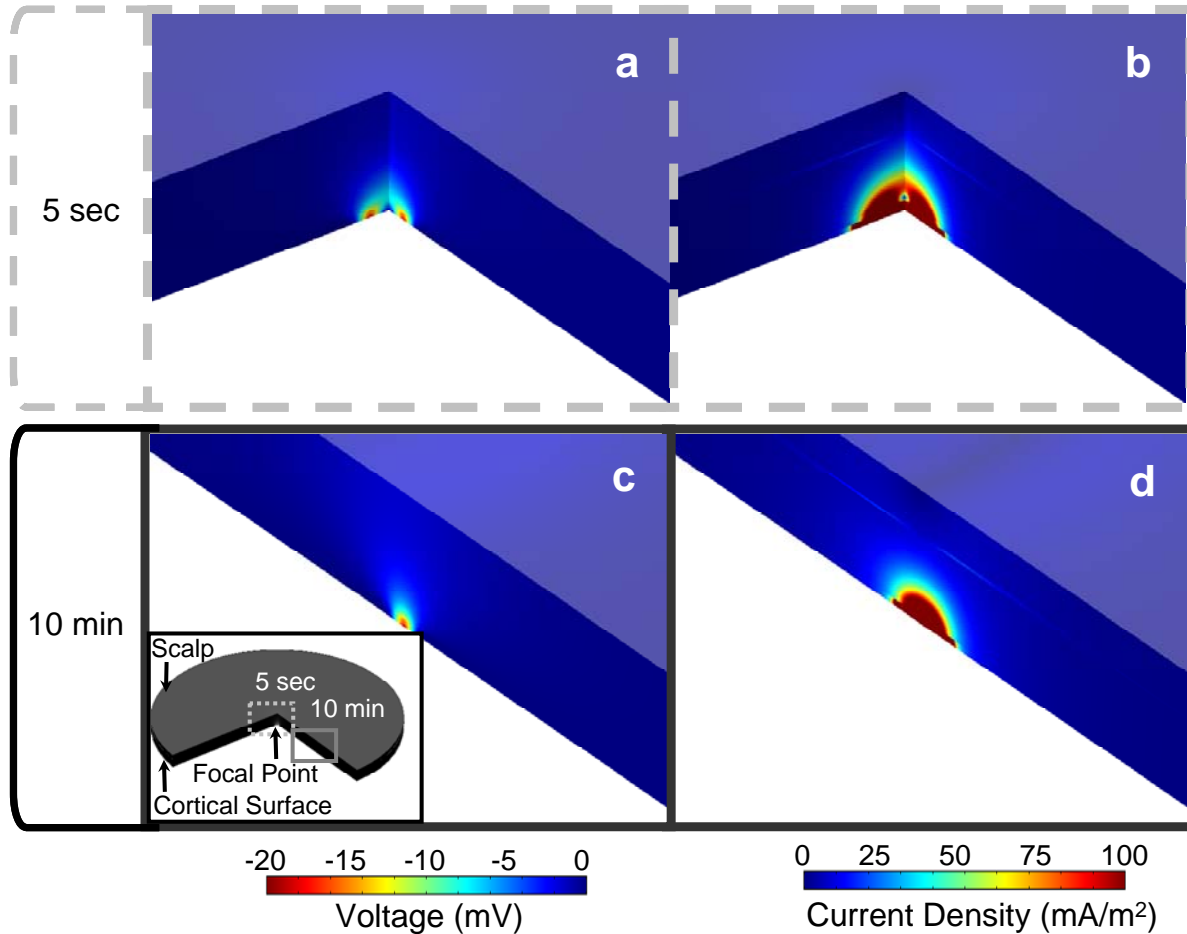 a
b
5 sec
c
d
10 min
Scalp
5 sec
10 min
Focal Point
Cortical Surface
-20 -15 -10 -5 0
Voltage (mV)
0 25 50 75 100
Current Density (mA/m²)